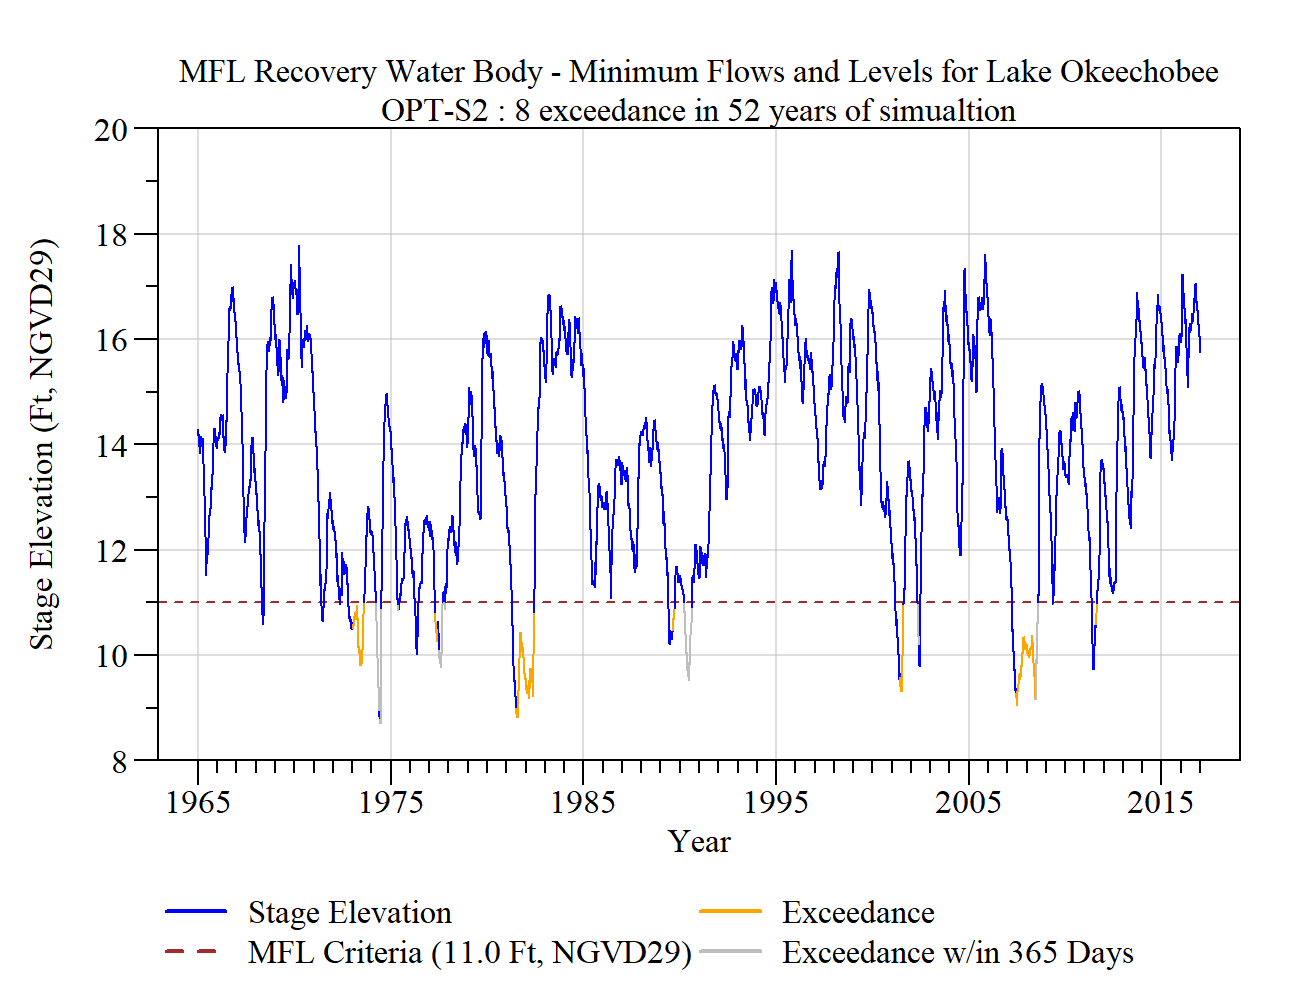 MFL Recovery Water Body - Minimum Flows and Levels for Lake Okeechobee
OPT-S2 : 8 exceedance in 52 years of simualtion
20
18
16
14
12
10
8
Stage Elevation (Ft, NGVD29)
1965 1975 1985 1995 2005 2015
Year
Stage Elevation
Exceedance
MFL Criteria (11.0 Ft, NGVD29)
Exceedance w/in 365 Days